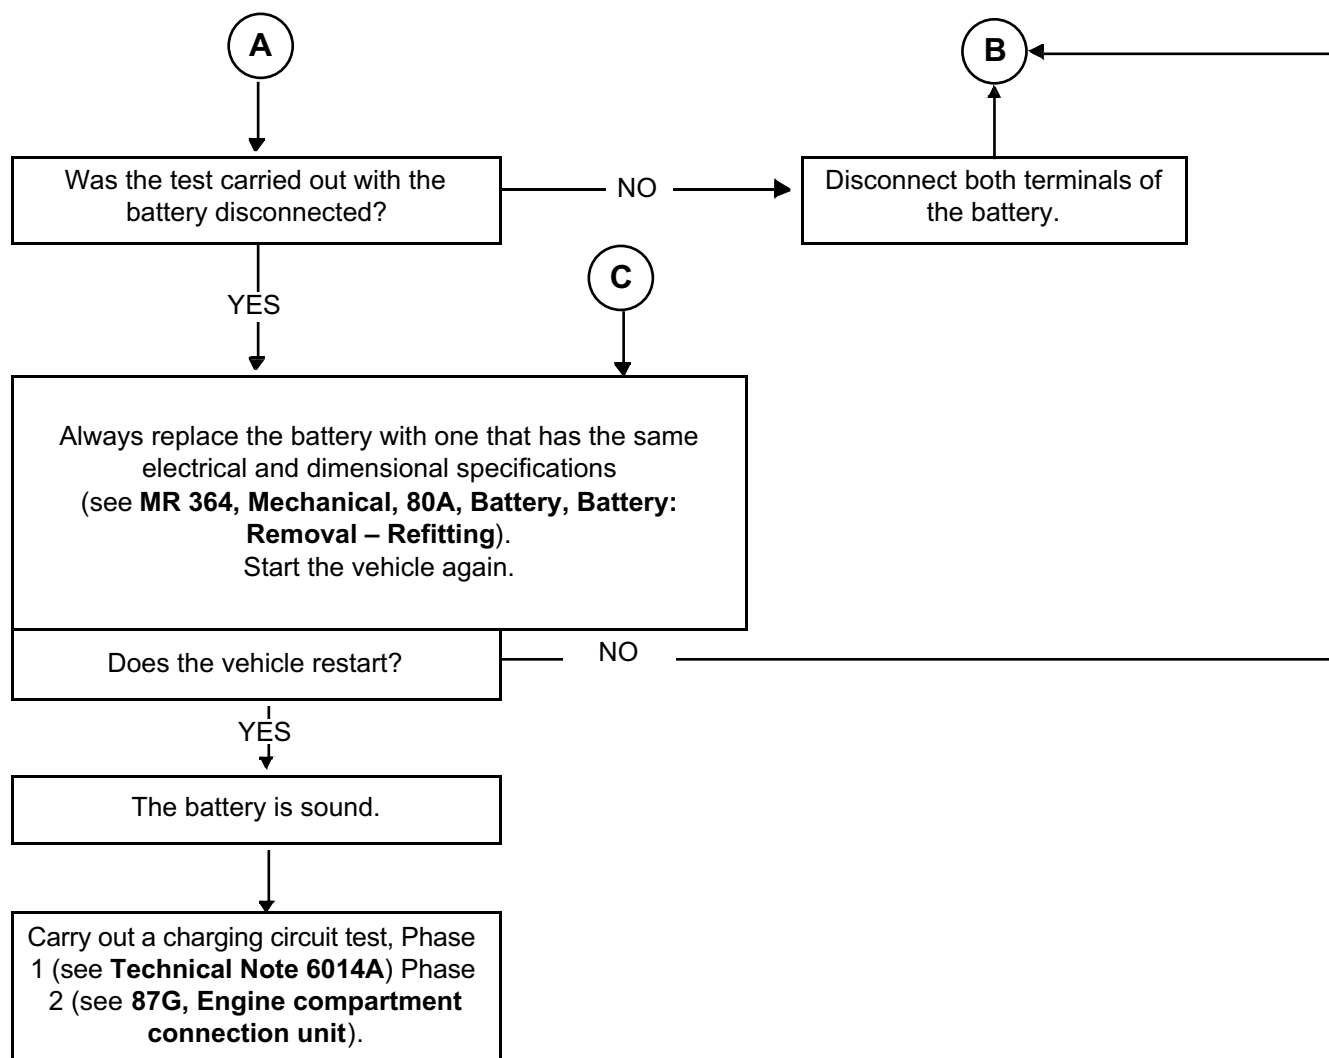 A
B
Was the test carried out with the
battery disconnected?
NO
Disconnect both terminals of
the battery.
YES
C
Always replace the battery with one that has the same
electrical and dimensional specifications
(see MR 364, Mechanical, 80A, Battery, Battery:
Removal – Refitting).
Start the vehicle again.
Does the vehicle restart?
NO
YES
The battery is sound.
Carry out a charging circuit test, Phase
1 (see Technical Note 6014A) Phase
2 (see 87G, Engine compartment
connection unit).